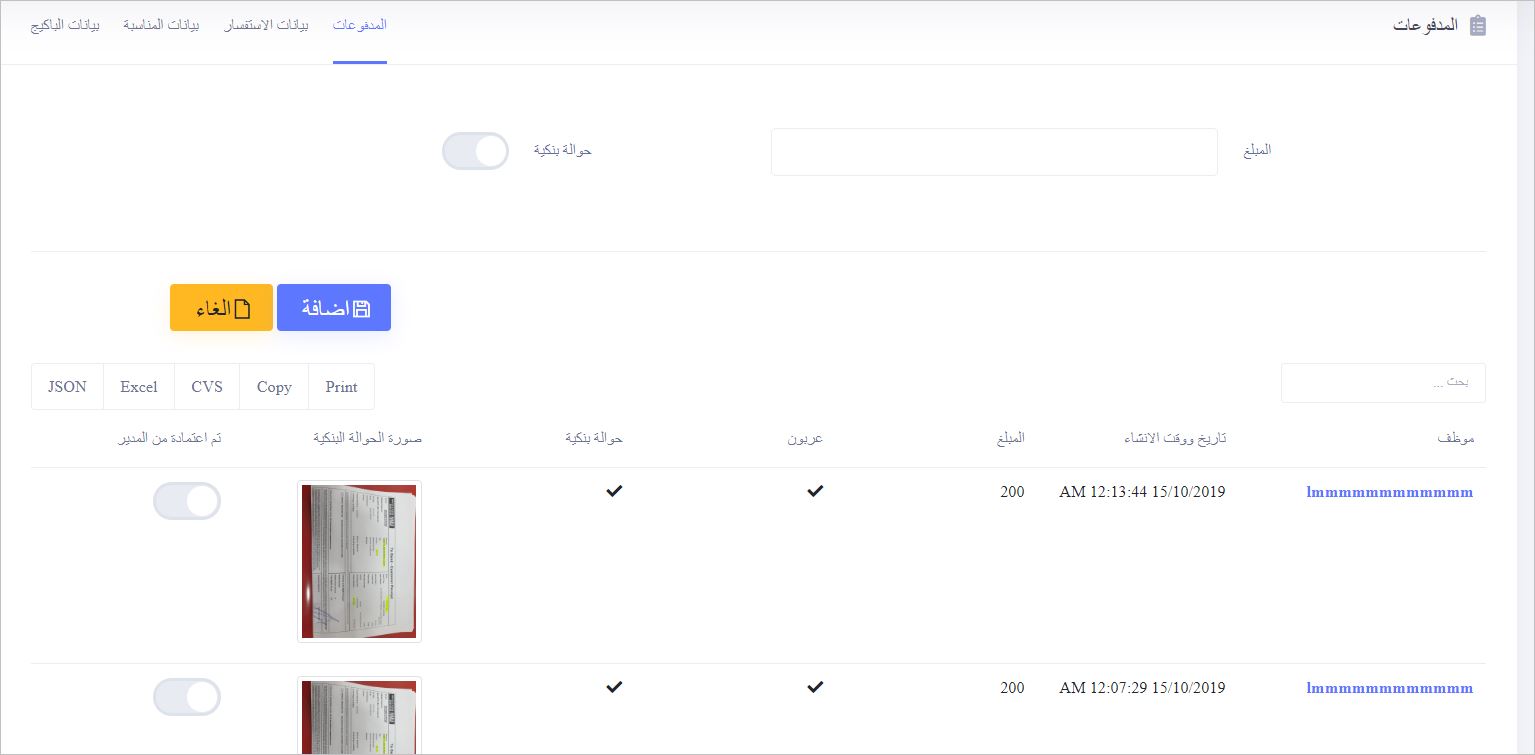 المدفوعات
المدفوعات
بيانات الاستفسار
بيانات المناسبة
بيانات الباكيج
المبلغ
حوالة بنكية
اضافة
الغاء
بحث ...
Print
Copy
CVS
Excel
JSON
موظف
تاريخ ووقت الانشاء
المبلغ
عربون
حوالة بنكية
صورة الحوالة البنكية
تم اعتمادة من المدير
lmmmmmmmmmmmm
AM 12:13:44 15/10/2019
200
lmmmmmmmmmmmm
AM 12:07:29 15/10/2019
200